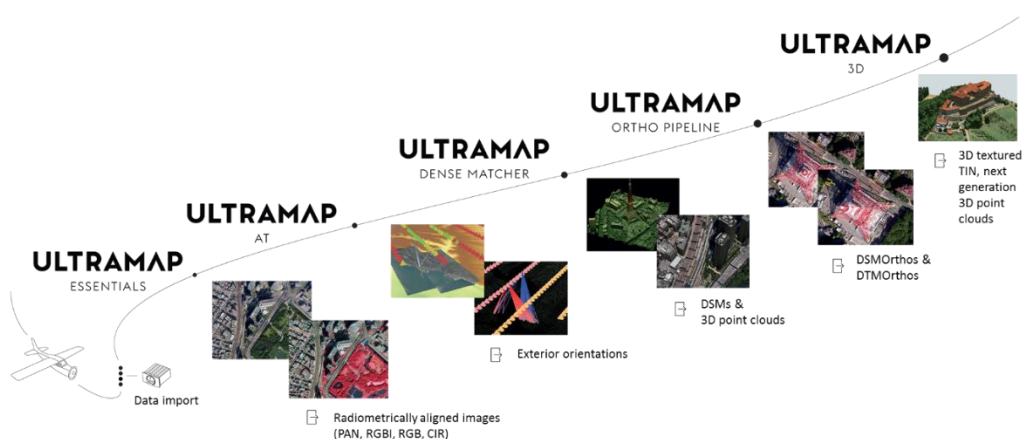 ULTRAMAP
3D
ULTRAMAP
ORTHO PIPELINE
ULTRAMAP
DENSE MATCHER
ULTRAMAP
AT
ULTRAMAP
ESSENTIALS
Data import
Radiometrically aligned images
(PAN, RGBI, RGB, CIR)
Exterior orientations
DSMs &
3D point clouds
DSMOrthos &
DTMOrthos
3D textured
TIN, next
generation
3D point
clouds